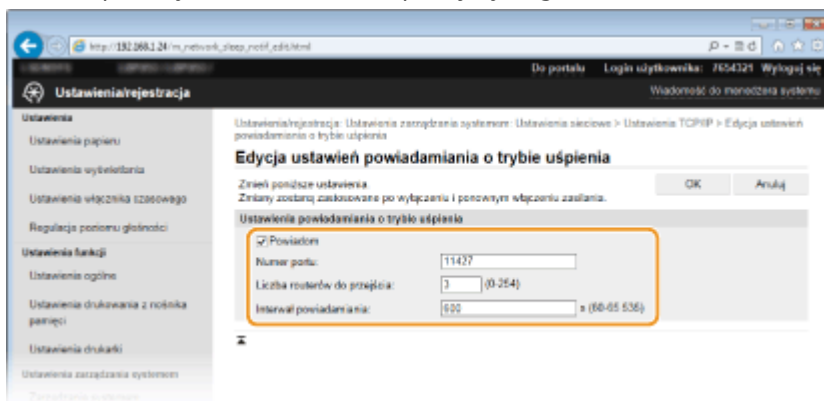 http://192.168.1.24/m_network_sleep_notif_edit.html
Do portalu Login użytkownika: 7654321 Wyloguj się
Ustawienia/rejestracja
Wiadomość do menedżera systemu
Ustawienia
Ustawienia papieru
Ustawienia wyświetlania
Ustawienia włącznika czasowego
Regulacja poziomu głośności
Ustawienia funkcji
Ustawienia ogólne
Ustawienia drukowania z nośnika
pamięci
Ustawienia drukarki
Ustawienia zarządzania systemem
Ustawienia/rejestracja: Ustawienia zarządzania systemem: Ustawienia sieciowe > Ustawienia TCP/IP > Edycja ustawień
powiadamiania o trybie uśpienia
Edycja ustawień powiadamiania o trybie uśpienia
Zmień poniższe ustawienia.
Zmiany zostaną zastosowane po wyłączeniu i ponownym włączeniu zasilania.
OK Anuluj
Ustawienia powiadamiania o trybie uśpienia
Powiadom
Numer portu: 11427
Liczba routerów do przejścia: 3 (0-254)
Interwał powiadamiania: 600 s (60-65 535)